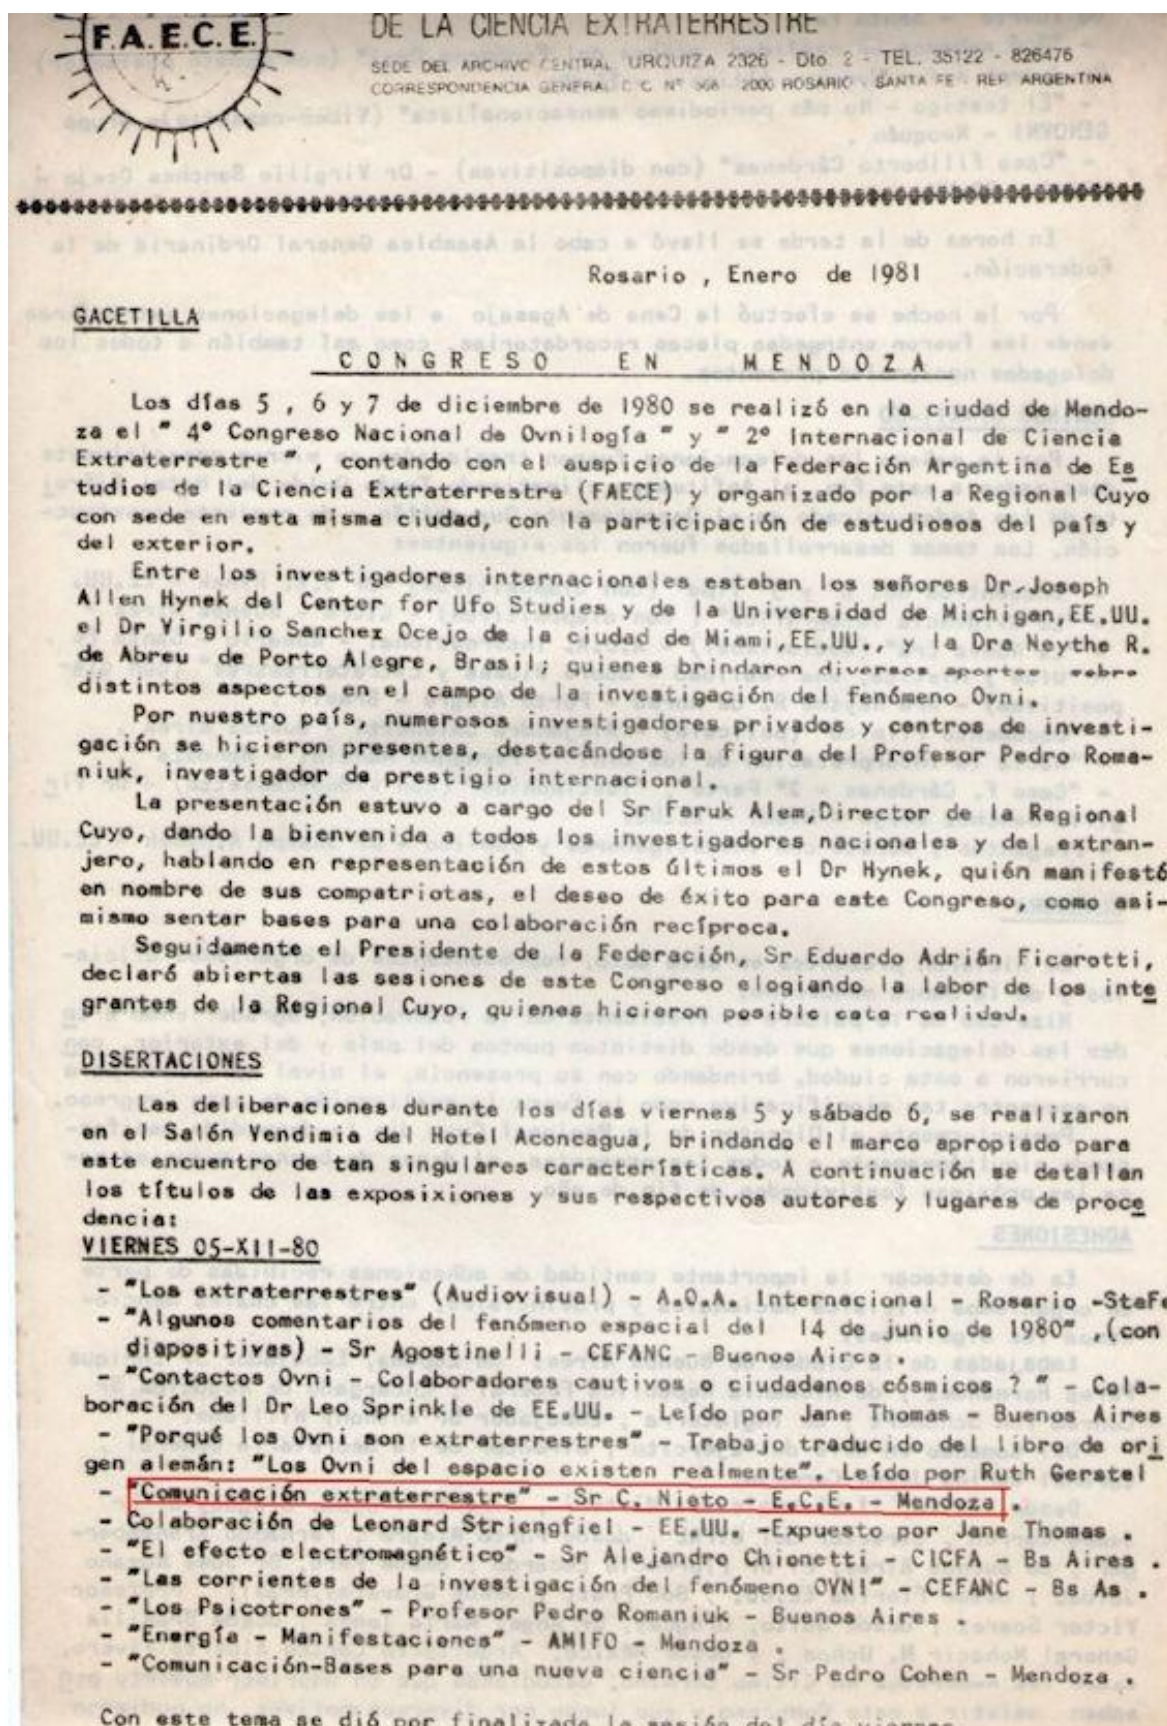 F.A.E.C.E.
DE LA CIENCIA EXTRATERRESTRE
SEDE DEL ARCHIVO CENTRAL URQUIZA 2326 - Dto 2 - TEL. 35122 - 826476
CORRESPONDENCIA GENERAL C.C. Nº 568 2000 ROSARIO - SANTA FE - REP. ARGENTINA
Rosario , Enero de 1981
GACETILLA
CONGRESO EN MENDOZA
Los días 5 , 6 y 7 de diciembre de 1980 se realizó en la ciudad de Mendo-
za el " 4º Congreso Nacional de Ovnilogía " y " 2º Internacional de Ciencia
Extraterrestre " , contando con el auspicio de la Federación Argentina de Es
tudios de la Ciencia Extraterrestre (FAECE) y organizado por la Regional Cuyo
con sede en esta misma ciudad, con la participación de estudiosos del país y
del exterior.
Entre los investigadores internacionales estaban los señores Dr.Joseph
Allen Hynek del Center for Ufo Studies y de la Universidad de Michigan,EE.UU.
el Dr Virgilio Sanchez Ocejo de la ciudad de Miami,EE.UU., y la Dra Neythe R.
de Abreu de Porto Alegre, Brasil; quienes brindaron diversos aportes sobre
distintos aspectos en el campo de la investigación del fenómeno Ovni.
Por nuestro país, numerosos investigadores privados y centros de investi-
gación se hicieron presentes, destacándose la figura del Profesor Pedro Roma-
niuk, investigador de prestigio internacional.
La presentación estuvo a cargo del Sr Faruk Alem,Director de la Regional
Cuyo, dando la bienvenida a todos los investigadores nacionales y del extran-
jero, hablando en representación de estos últimos el Dr Hynek, quién manifestó
en nombre de sus compatriotas, el deseo de éxito para este Congreso, como asi-
mismo sentar bases para una colaboración recíproca.
Seguidamente el Presidente de la Federación, Sr Eduardo Adrián Ficarotti,
declaró abiertas las sesiones de este Congreso elogiando la labor de los inte
grantes de la Regional Cuyo, quienes hicieron posible esta realidad.
DISERTACIONES
Las deliberaciones durante los días viernes 5 y sábado 6, se realizaron
en el Salón Vendimia del Hotel Aconcagua, brindando el marco apropiado para
este encuentro de tan singulares características. A continuación se detallan
los títulos de las exposixiones y sus respectivos autores y lugares de proce
dencia:
VIERNES 05-XII-80
- "Los extraterrestres" (Audiovisual) - A.O.A. Internacional - Rosario -StaFe
- "Algunos comentarios del fenómeno espacial del 14 de junio de 1980" ,(con
diapositivas) - Sr Agostinelli - CEFANC - Buenos Aires .
- "Contactos Ovni - Colaboradores cautivos o ciudadanos cósmicos ? " - Cola-
boración del Dr Leo Sprinkle de EE.UU. - Leído por Jane Thomas - Buenos Aires
- "Porqué los Ovni son extraterrestres" - Trabajo traducido del libro de ori
gen alemán: "Los Ovni del espacio existen realmente". Leído por Ruth Gerstel
- "Comunicación extraterrestre" - Sr C. Nieto - E.C.E. - Mendoza .
- Colaboración de Leonard Striengfiel - EE.UU. -Expuesto por Jane Thomas .
- "El efecto electromagnético" - Sr Alejandro Chionetti - CICFA - Bs Aires .
- "Las corrientes de la investigación del fenómeno OVNI" - CEFANC - Bs As .
- "Los Psicotrones" - Profesor Pedro Romaniuk - Buenos Aires .
- "Energía - Manifestaciones" - AMIFO - Mendoza .
- "Comunicación-Bases para una nueva ciencia" - Sr Pedro Cohen - Mendoza .
Con este tema se dió por finalizada la sesión del día viernes